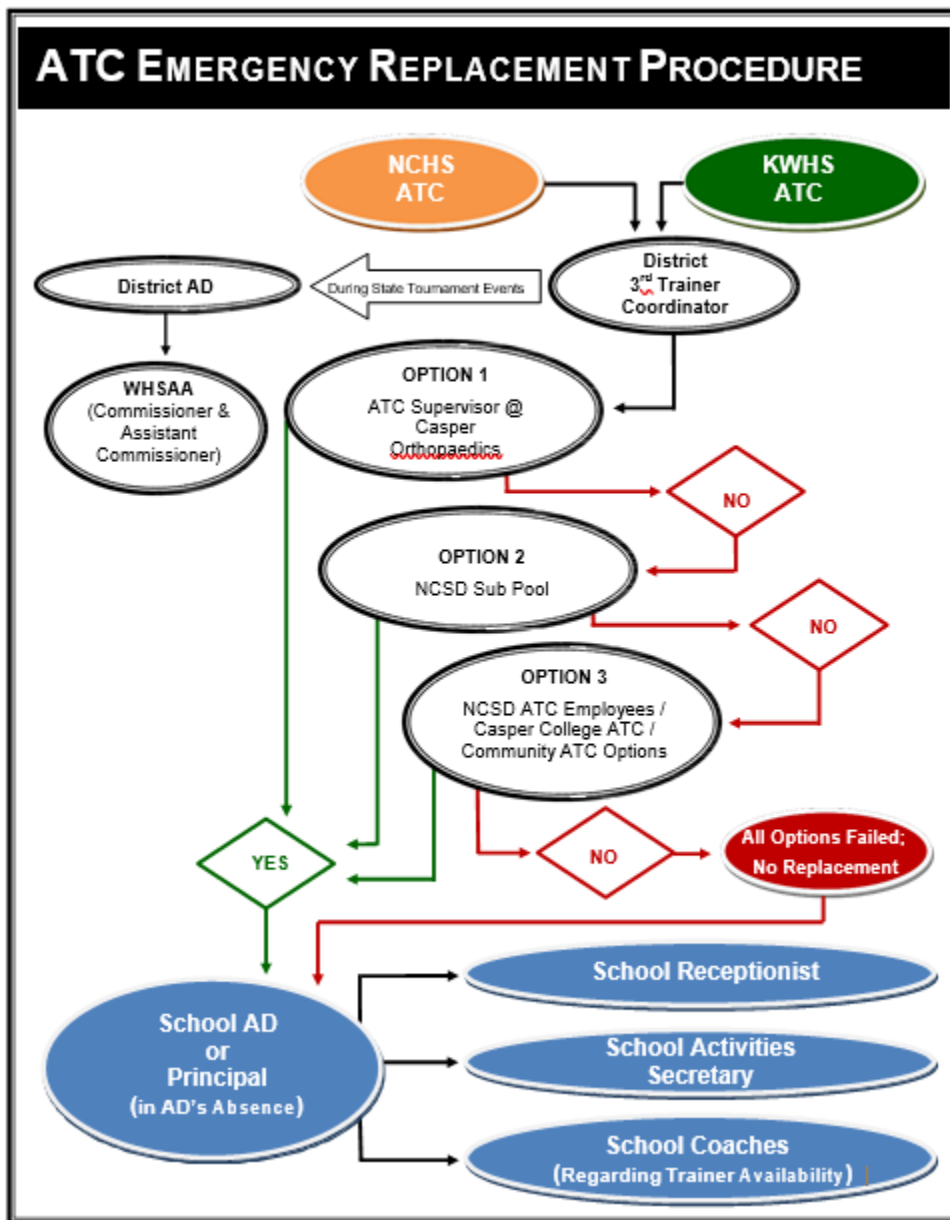 ATC EMERGENCY REPLACEMENT PROCEDURE
NCHS
ATC
KWHS
ATC
District
3rd Trainer
Coordinator
During State Tournament Events
District AD
WHSAA
(Commissioner &
Assistant
Commissioner)
OPTION 1
ATC Supervisor @
Casper
Orthopaedics
NO
OPTION 2
NCSD Sub Pool
NO
OPTION 3
NCSD ATC Employees /
Casper College ATC /
Community ATC Options
YES
NO
All Options Failed;
No Replacement
School AD
or
Principal
(in AD's Absence)
School Receptionist
School Activities
Secretary
School Coaches
(Regarding Trainer Availability)